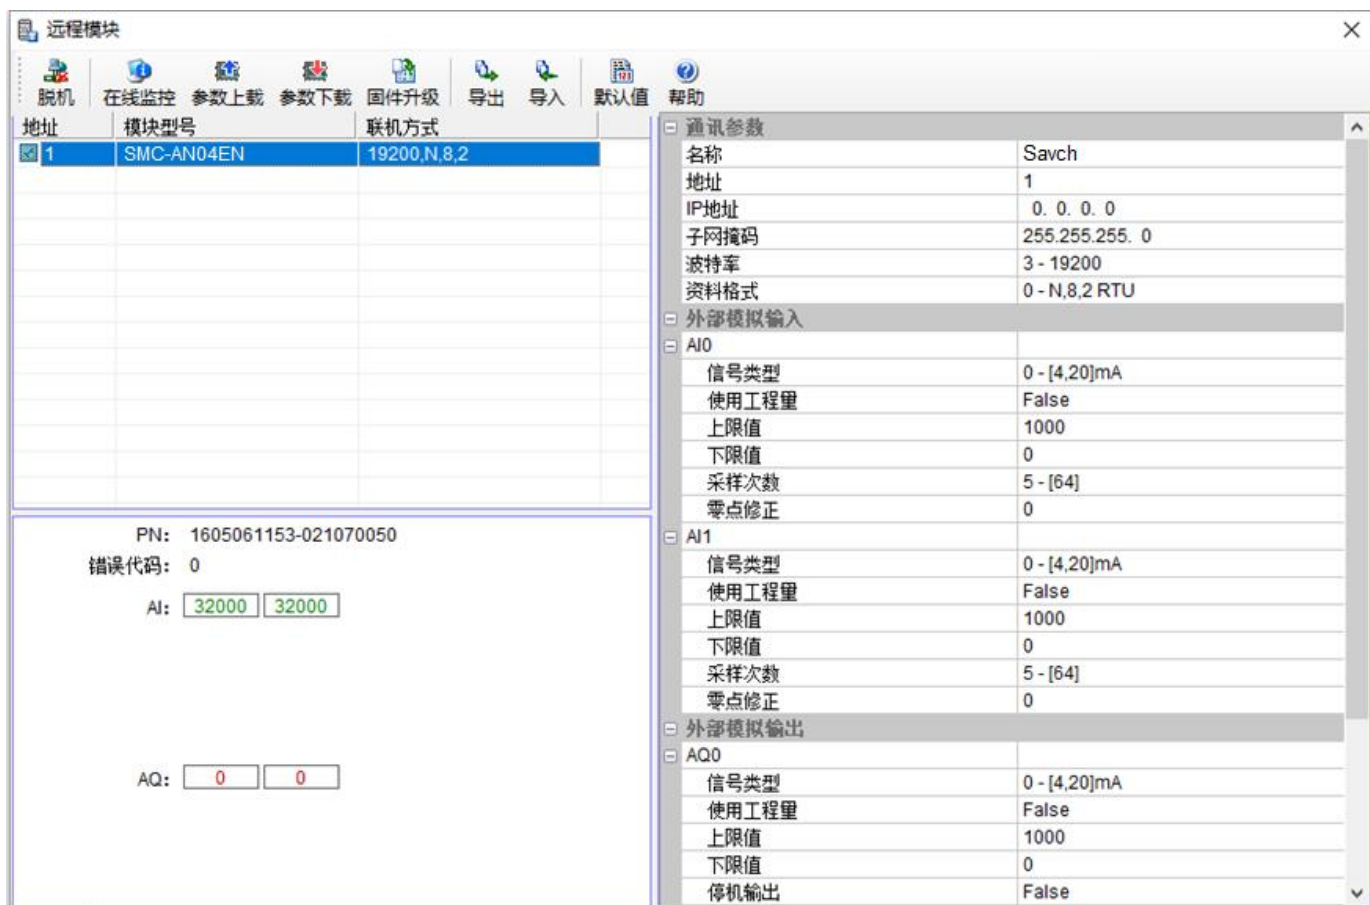 远程模块
脱机 在线监控 参数上载 参数下载 固件升级 导出 导入 默认值 帮助
地址 模块型号 联机方式
1 SMC-AN04EN 19200,N,8,2
PN: 1605061153-021070050
错误代码: 0
AI: 32000 32000
AQ: 0 0
通讯参数
名称 Savch
地址 1
IP地址 0. 0. 0. 0
子网掩码 255.255.255. 0
波特率 3 - 19200
资料格式 0 - N,8,2 RTU
外部模拟输入
AI0
信号类型 0 - [4,20]mA
使用工程量 False
上限值 1000
下限值 0
采样次数 5 - [64]
零点修正 0
AI1
信号类型 0 - [4,20]mA
使用工程量 False
上限值 1000
下限值 0
采样次数 5 - [64]
零点修正 0
外部模拟输出
AQ0
信号类型 0 - [4,20]mA
使用工程量 False
上限值 1000
下限值 0
停机输出 False